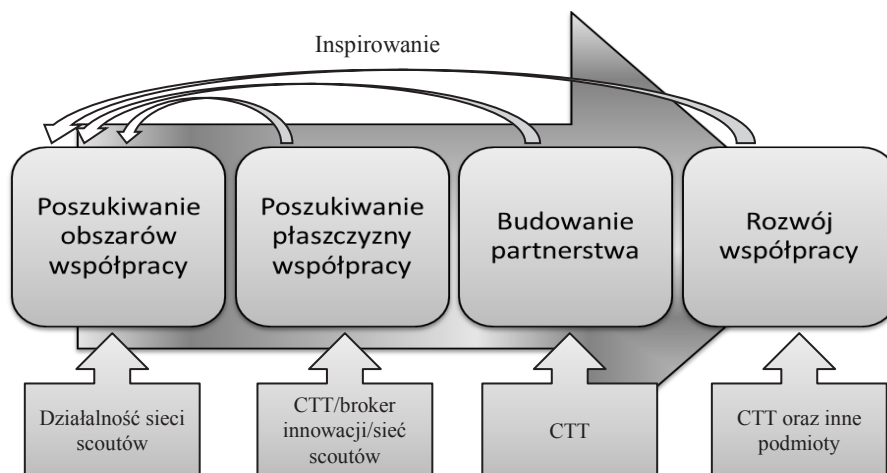 Inspirowanie
Poszukiwanie
obszarów
współpracy
Poszukiwanie
płaszczyzny
współpracy
Budowanie
partnerstwa
Rozwój
współpracy
Działalność sieci
scoutów
CTT/broker
innowacji/sieć
scoutów
CTT
CTT oraz inne
podmioty